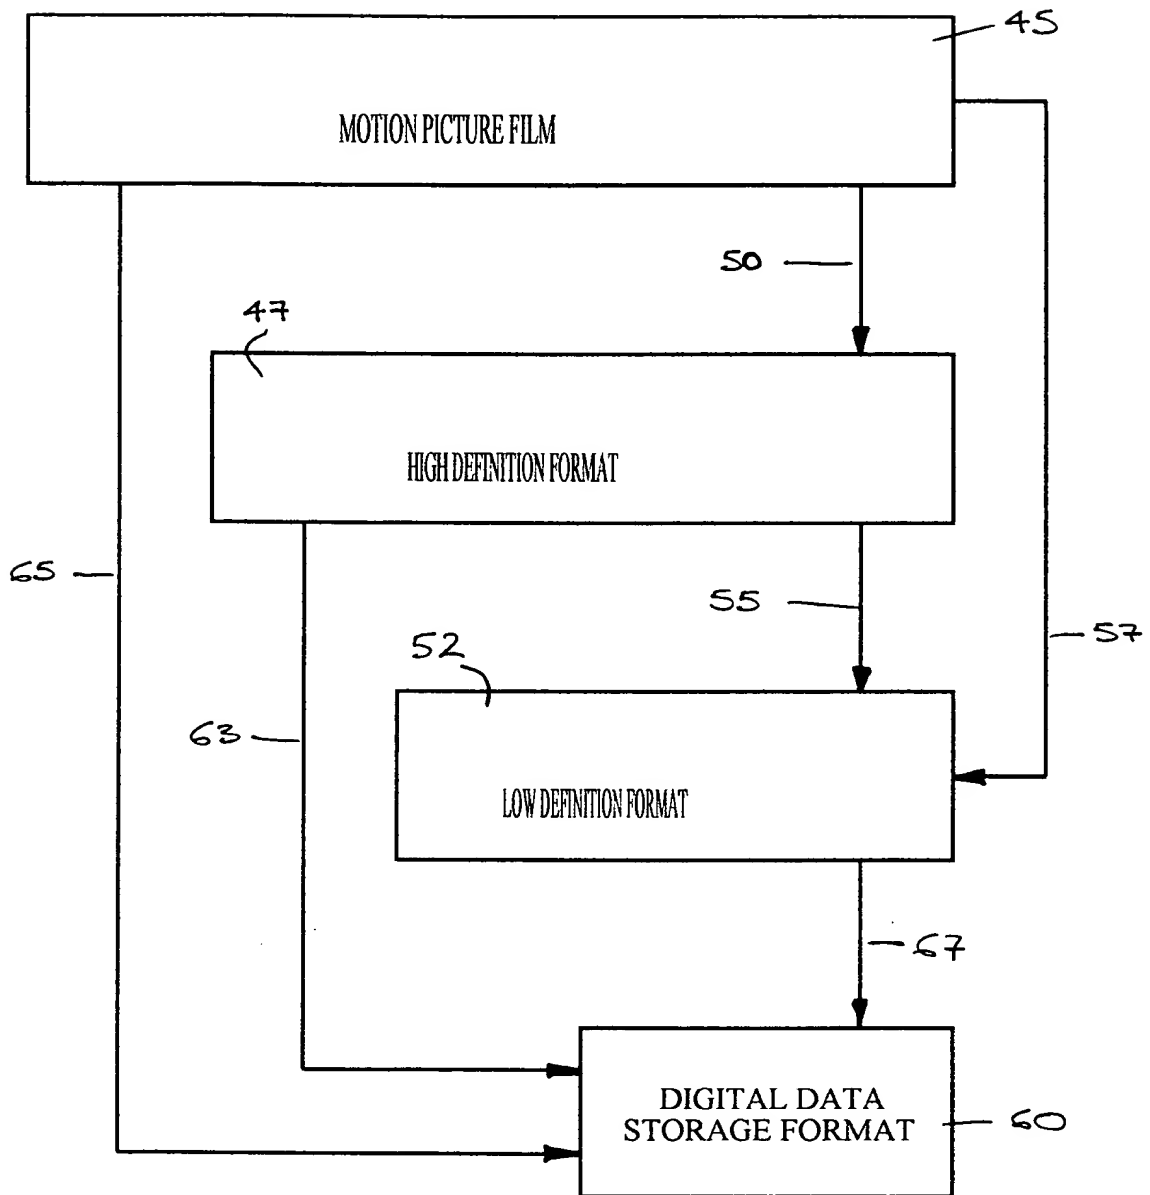 45
MOTION PICTURE FILM
50
47
HIGH DEFINITION FORMAT
65
55
57
52
63
LOW DEFINITION FORMAT
67
DIGITAL DATA
STORAGE FORMAT
60